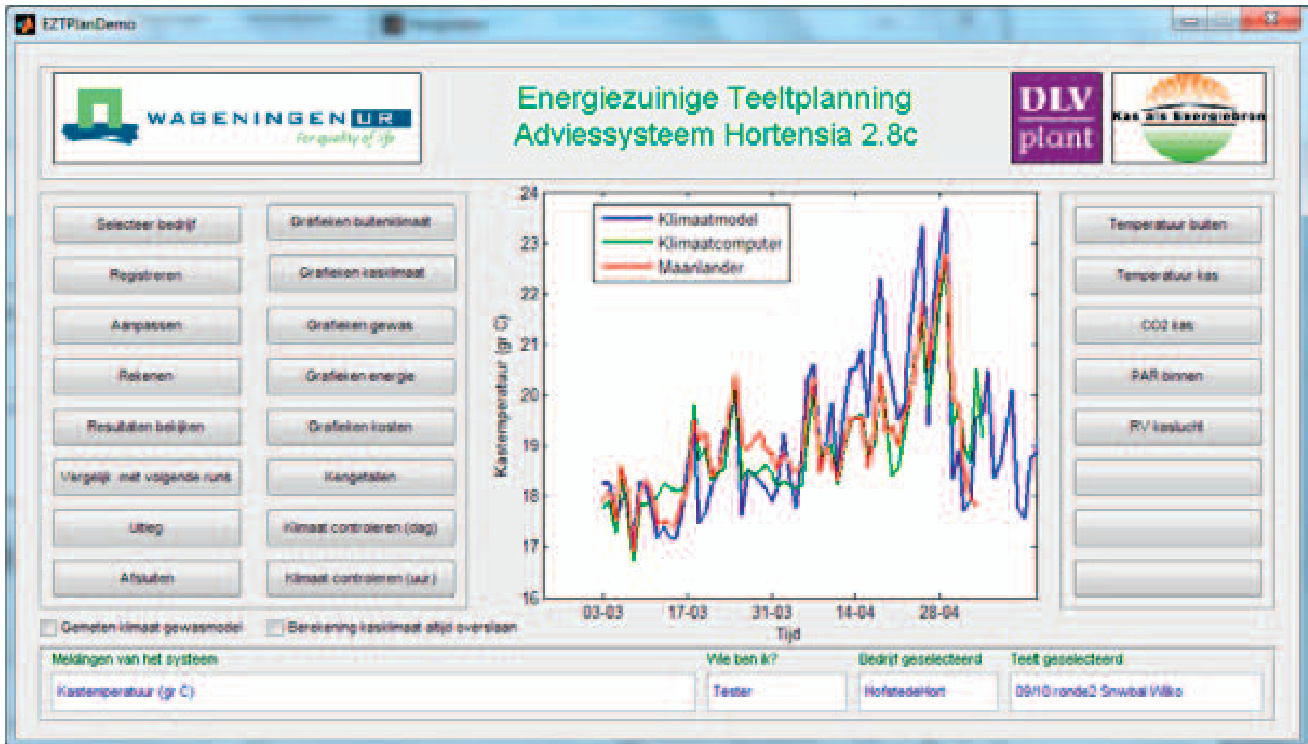 EZTPlanDemo
WAGENINGEN UR
For quality of life
Energiezuinige Teeltplanning
Adviessysteem Hortensia 2.8c
DLV
plant
Kas als Energiebron
Selecteer bedrijf
Registreren
Aanpassen
Rekenen
Resultaten bekijken
Vergelijk met volgende runs
Uitleg
Afsluiten
Grafieken buitenklimaat
Grafieken kasklimaat
Grafieken gewas
Grafieken energie
Grafieken kosten
Kengetallen
Klimaat controleren (dag)
Klimaat controleren (uur)
Gemeten klimaat gewasmodel
Berekening kasklimaat altijd overslaan
Klimaatmodel
Klimaatcomputer
Maanlander
Kastemperatuur (gr C)
24
23
22
21
20
19
18
17
16
03-03
17-03
31-03
14-04
28-04
Tijd
Temperatuur buiten
Temperatuur kas
CO2 kas
PAR binnen
RV kaslucht
Meldingen van het systeem
Kastemperatuur (gr C)
Wie ben ik?
Tester
Bedrijf geselecteerd
HofstedeHort
Teelt geselecteerd
09/10 ronde2 Snwbal Wilko